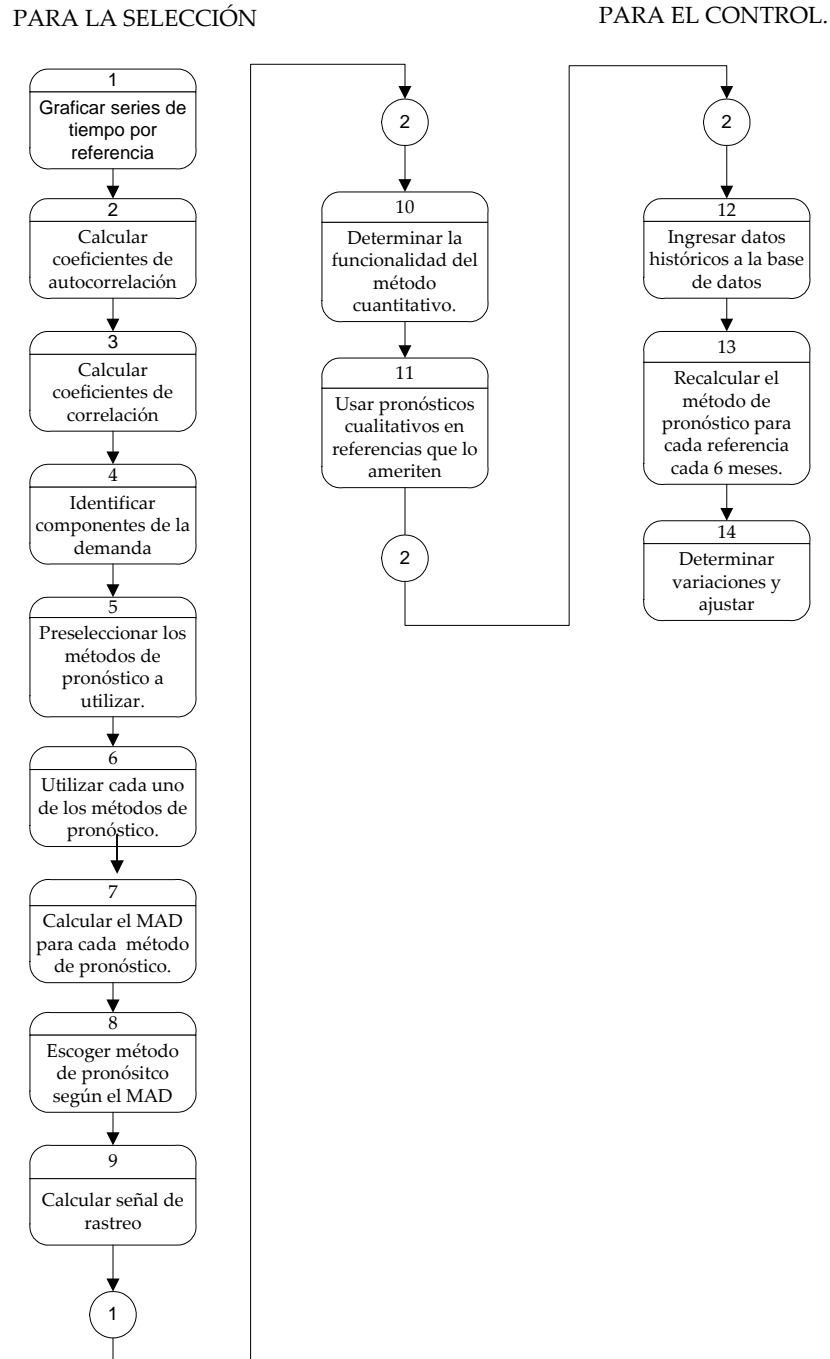 PARA LA SELECCIÓN
1
Graficar series de
tiempo por
referencia
2
Calcular
coeficientes de
autocorrelación
3
Calcular
coeficientes de
correlación
4
Identificar
componentes de la
demanda
5
Preseleccionar los
métodos de
pronóstico a
utilizar.
6
Utilizar cada uno
de los métodos de
pronóstico.
7
Calcular el MAD
para cada método
de pronóstico.
8
Escoger método
de pronósitco
según el MAD
9
Calcular señal de
rastreo
1
2
10
Determinar la
funcionalidad del
método
cuantitativo.
11
Usar pronósticos
cualitativos en
referencias que lo
ameriten
2
PARA EL CONTROL.
2
12
Ingresar datos
históricos a la base
de datos
13
Recalcular el
método de
pronóstico para
cada referencia
cada 6 meses.
14
Determinar
variaciones y
ajustar